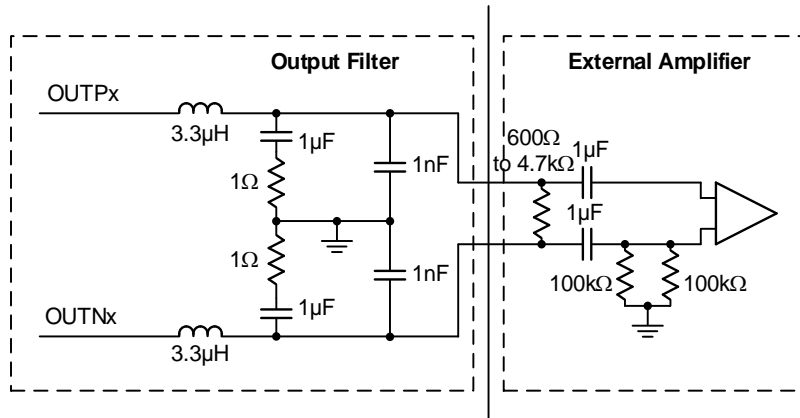 Output Filter
External Amplifier
OUTPx
3.3µH
1µF
1Ω
1nF
600Ω
to 4.7kΩ
1µF
1µF
1Ω
1nF
1µF
100kΩ
100kΩ
OUTNx
3.3µH